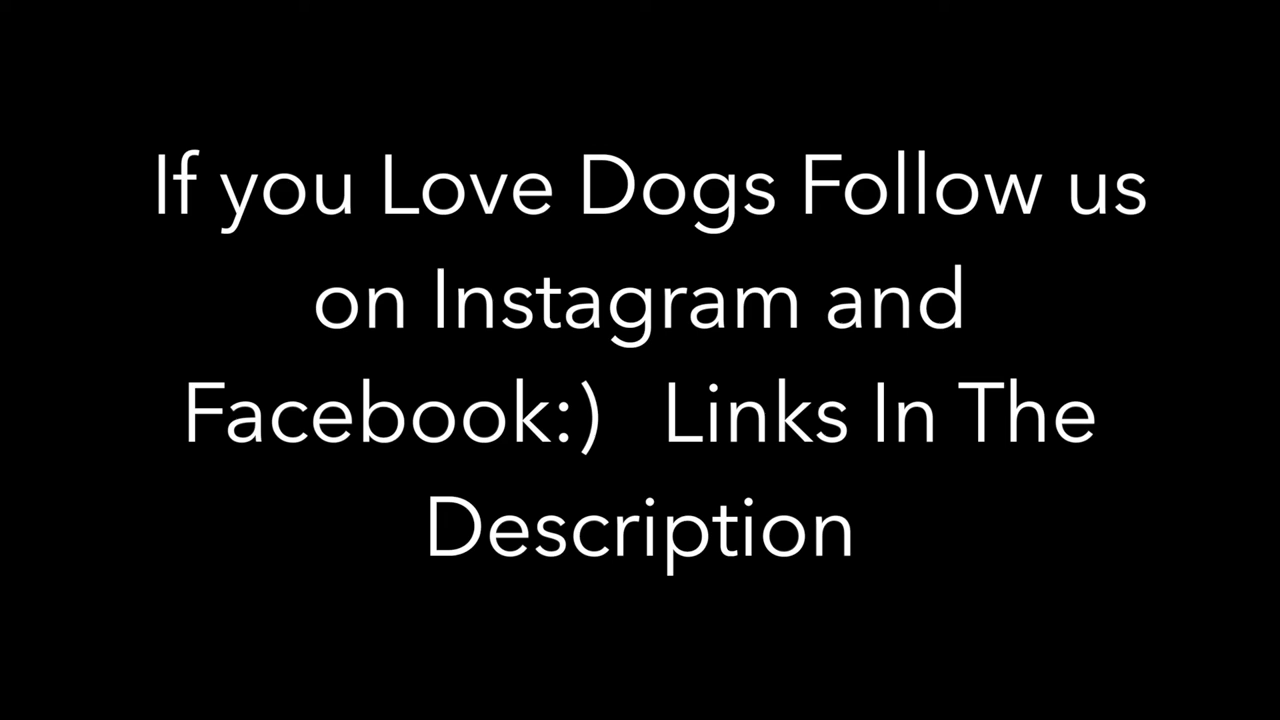 If you Love Dogs Follow us
on Instagram and
Facebook:)   Links In The
Description